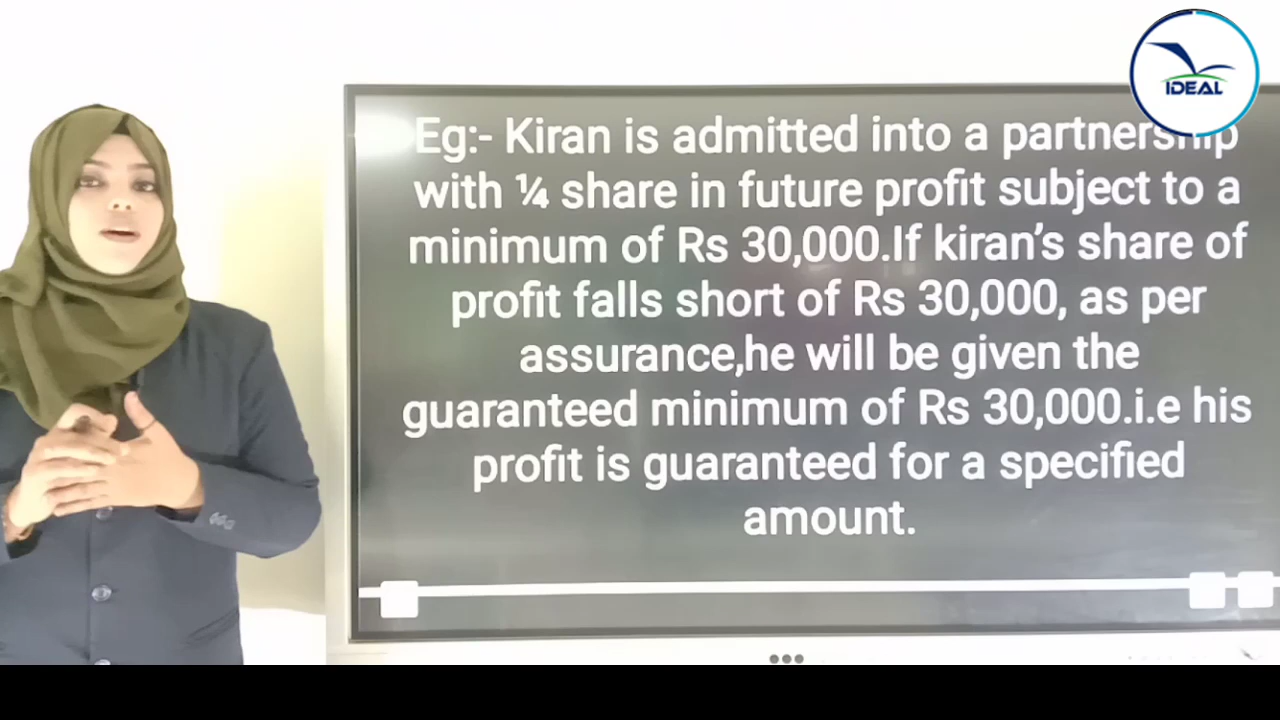 IDEAL
Eg:- Kiran is admitted into a partnership
with ¼ share in future profit subject to a
minimum of Rs 30,000.If kiran’s share of
profit falls short of Rs 30,000, as per
assurance,he will be given the
guaranteed minimum of Rs 30,000.i.e his
profit is guaranteed for a specified
amount.